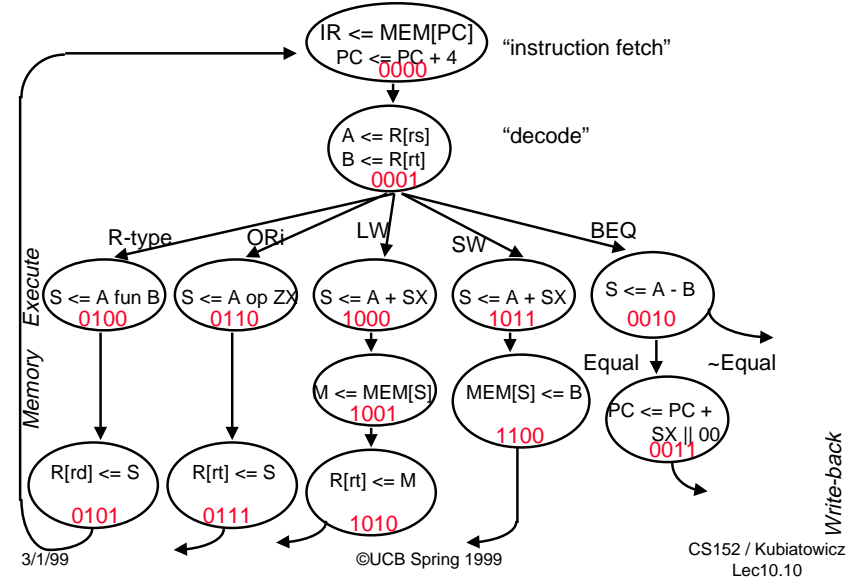 IR <= MEM[PC]
PC <= PC + 4
0000
“instruction fetch”
A <= R[rs]
B <= R[rt]
0001
“decode”
R-type
ORi
LW
SW
BEQ
Execute
S <= A fun B
0100
S <= A op ZX
0110
S <= A + SX
1000
S <= A + SX
1011
S <= A - B
0010
Equal
~Equal
Memory
M <= MEM[S]
1001
MEM[S] <= B
1100
PC <= PC +
SX || 00
0011
R[rd] <= S
0101
R[rt] <= S
0111
R[rt] <= M
1010
Write-back
3/1/99
©UCB Spring 1999
CS152 / Kubiatowicz
Lec10.10